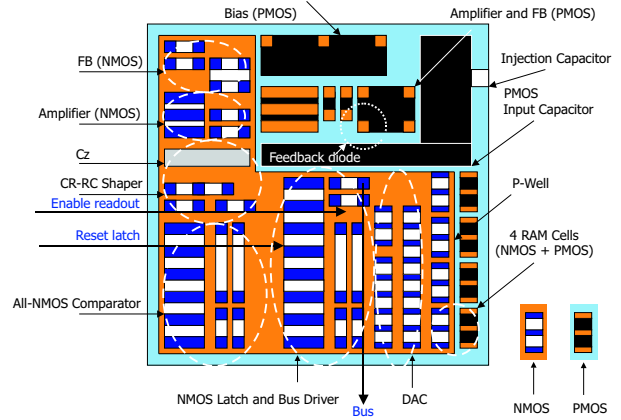 Bias (PMOS)
Amplifier and FB (PMOS)
FB (NMOS)
Injection Capacitor
PMOS
Input Capacitor
Amplifier (NMOS)
Cz
Feedback diode
CR-RC Shaper
P-Well
Enable readout
Reset latch
4 RAM Cells
(NMOS + PMOS)
All-NMOS Comparator
NMOS Latch and Bus Driver
Bus
DAC
NMOS
PMOS